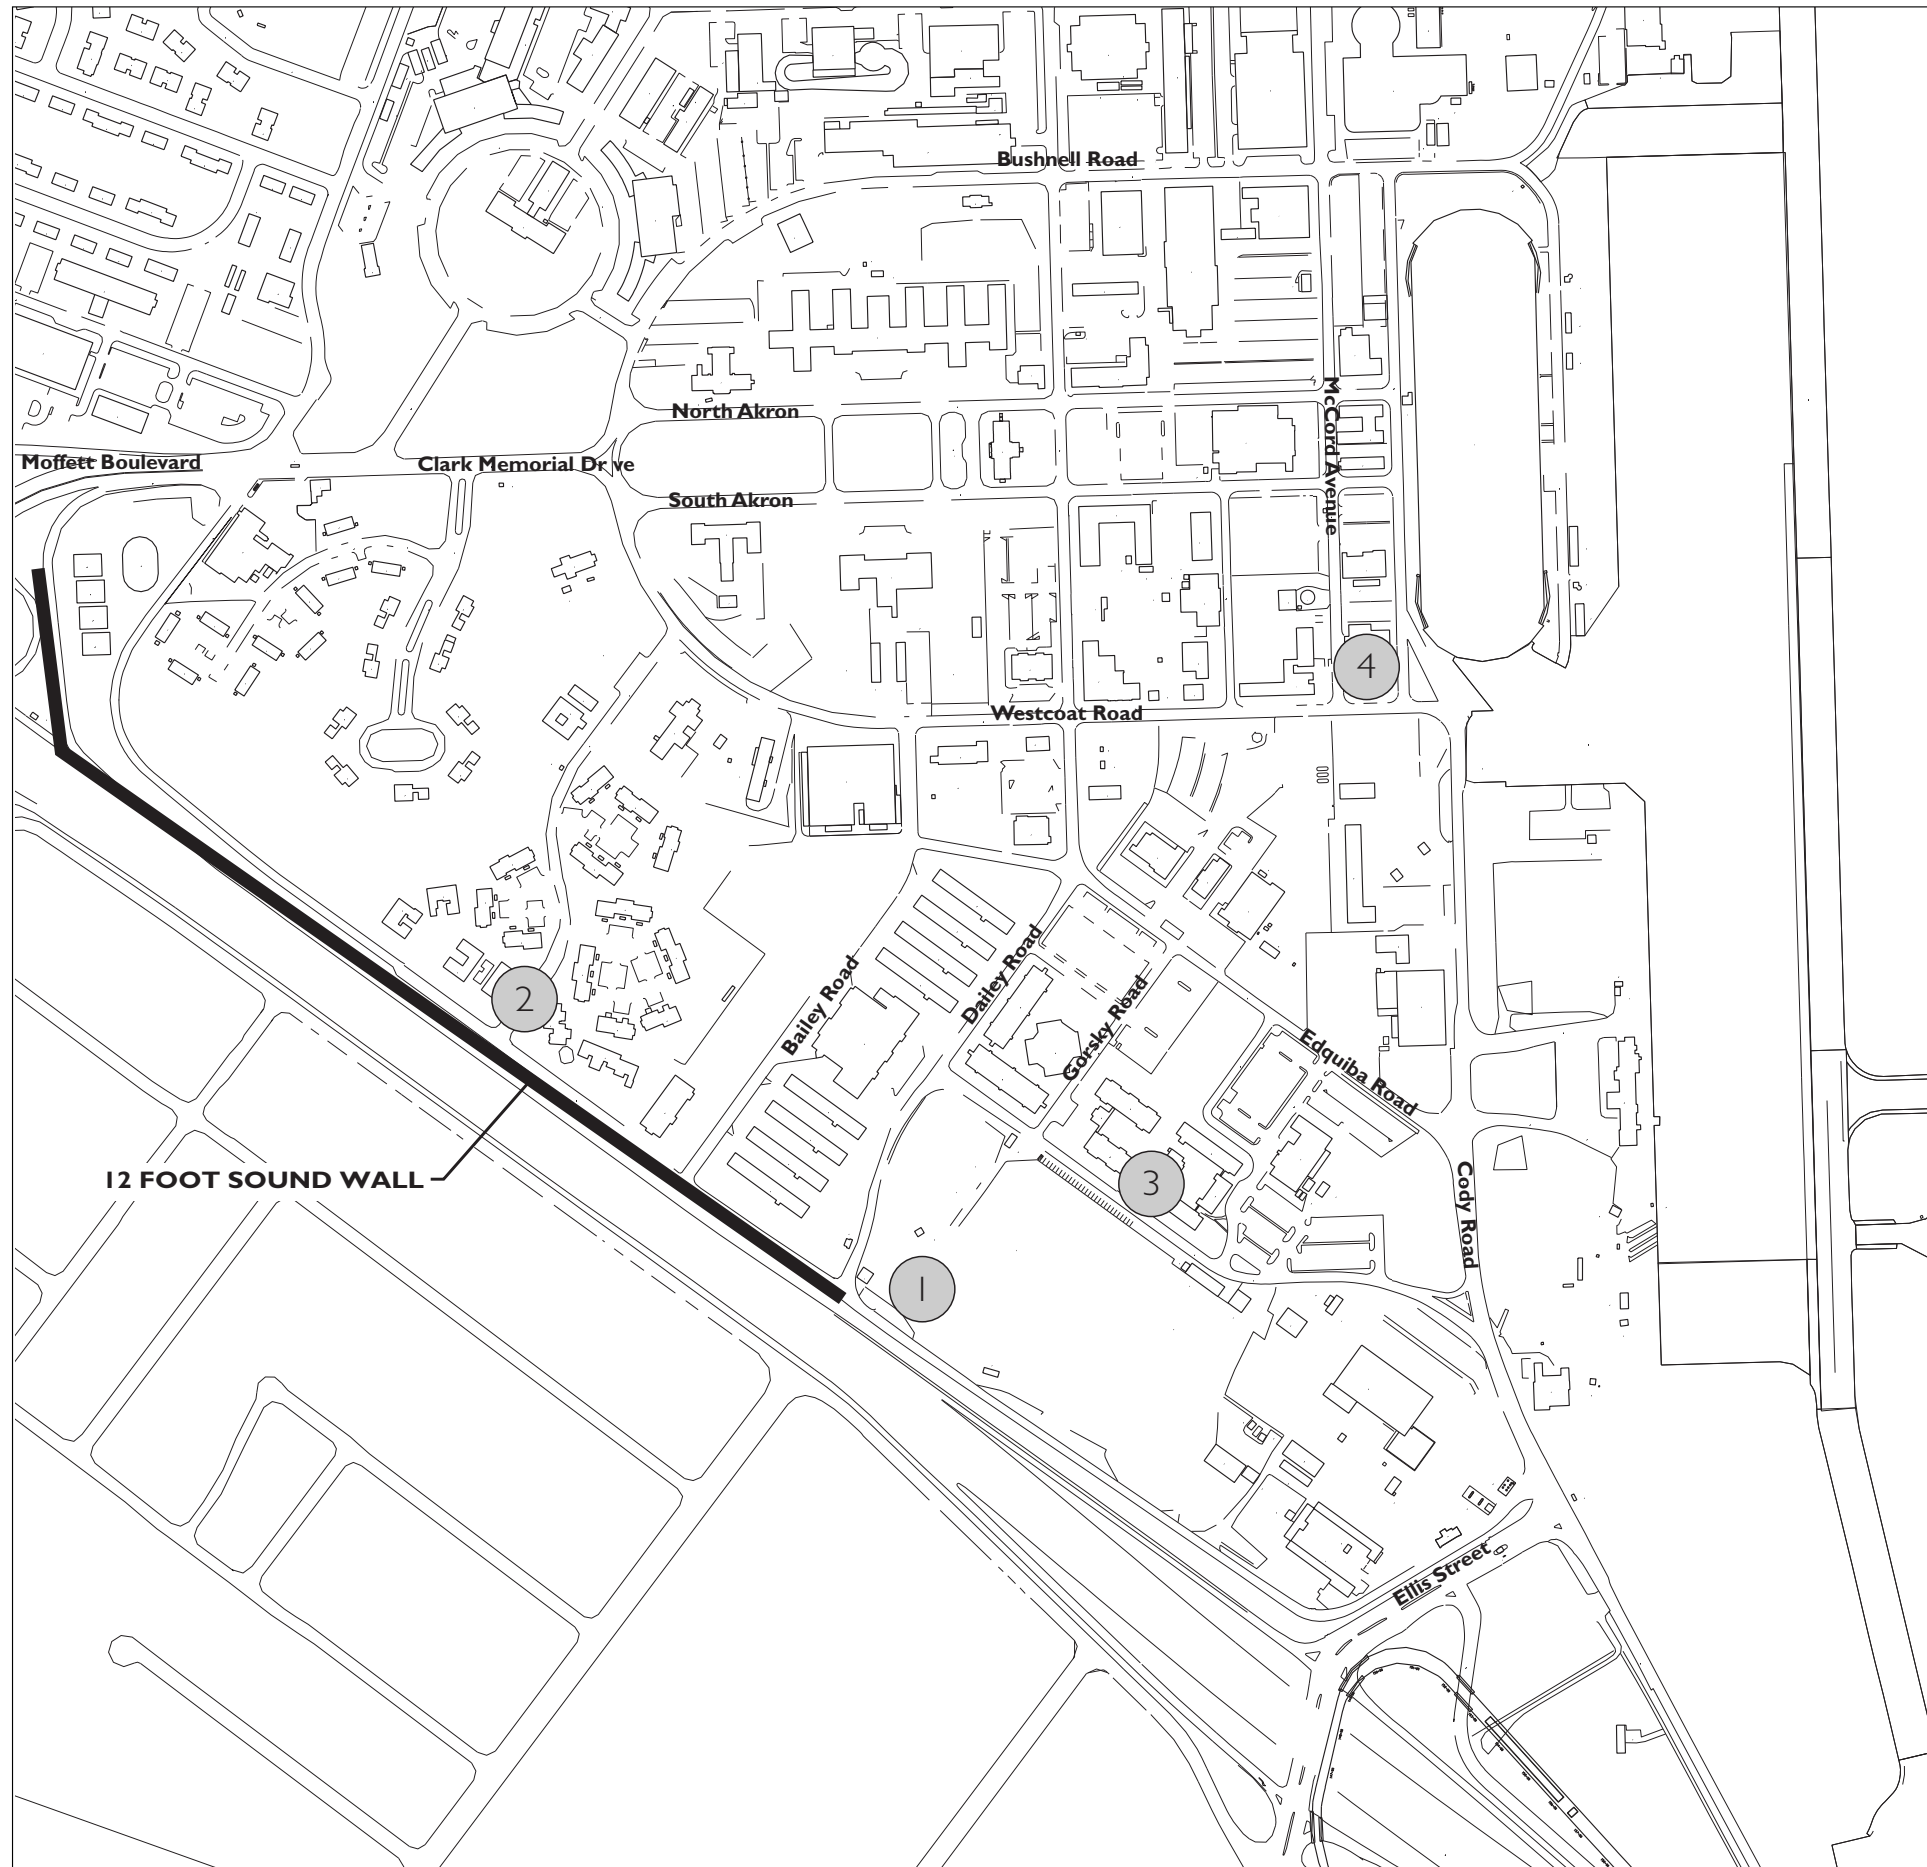 Bushnell Road
McCord Avenue
North Akron
Moffett Boulevard
Clark Memorial Dr ve
South Akron
4
Westcoat Road
2
Bailey Road
Dailey Road
Gorsky Road
Edquiba Road
12 FOOT SOUND WALL
3
Cody Road
1
Ellis Street